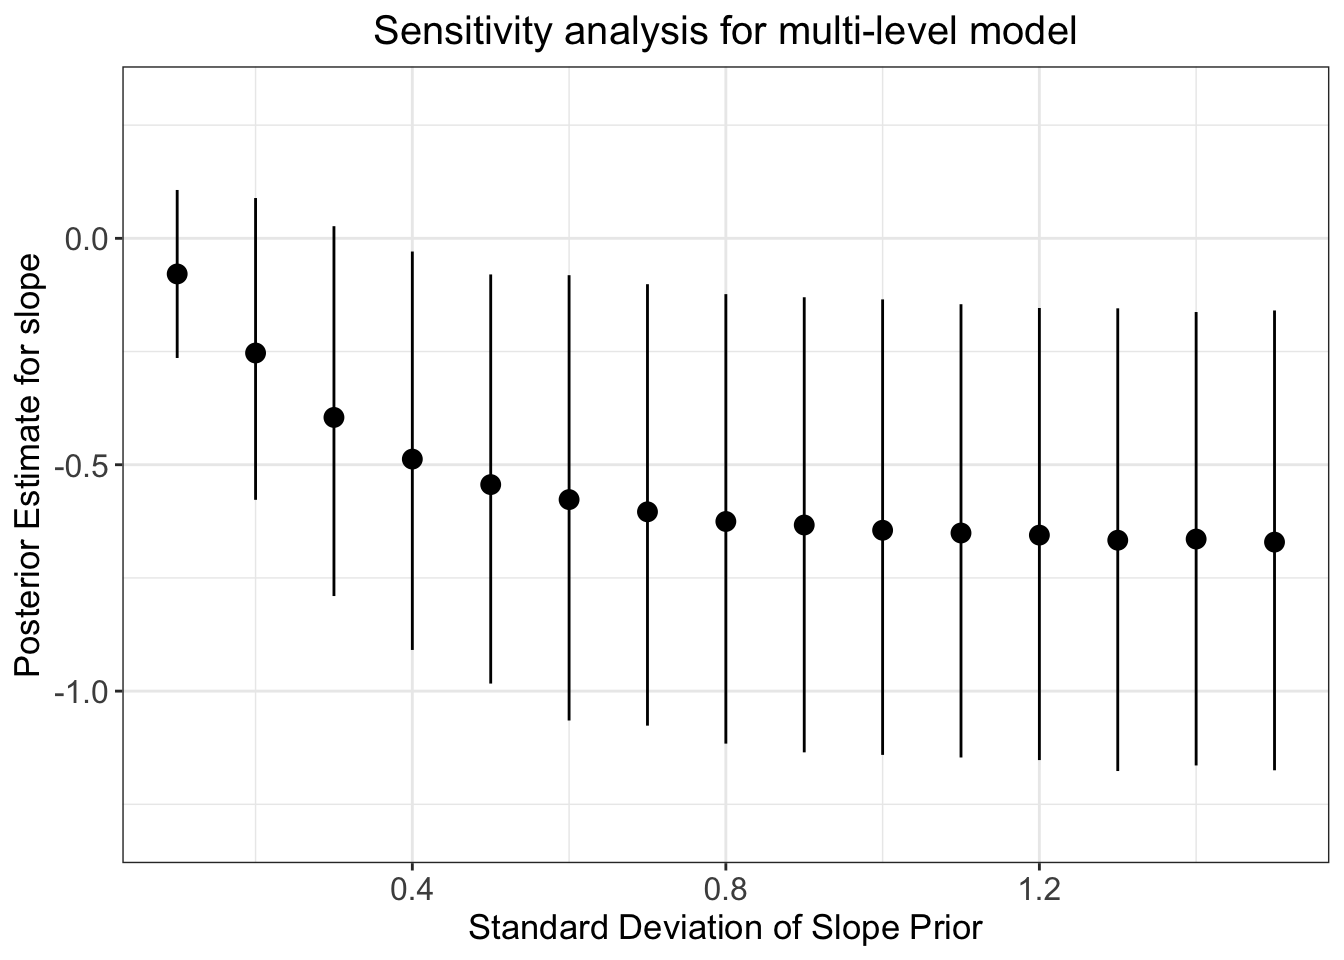 Sensitivity analysis for multi-level model
Posterior Estimate for slope
0.0
-0.5
-1.0
0.4
0.8
1.2
Standard Deviation of Slope Prior